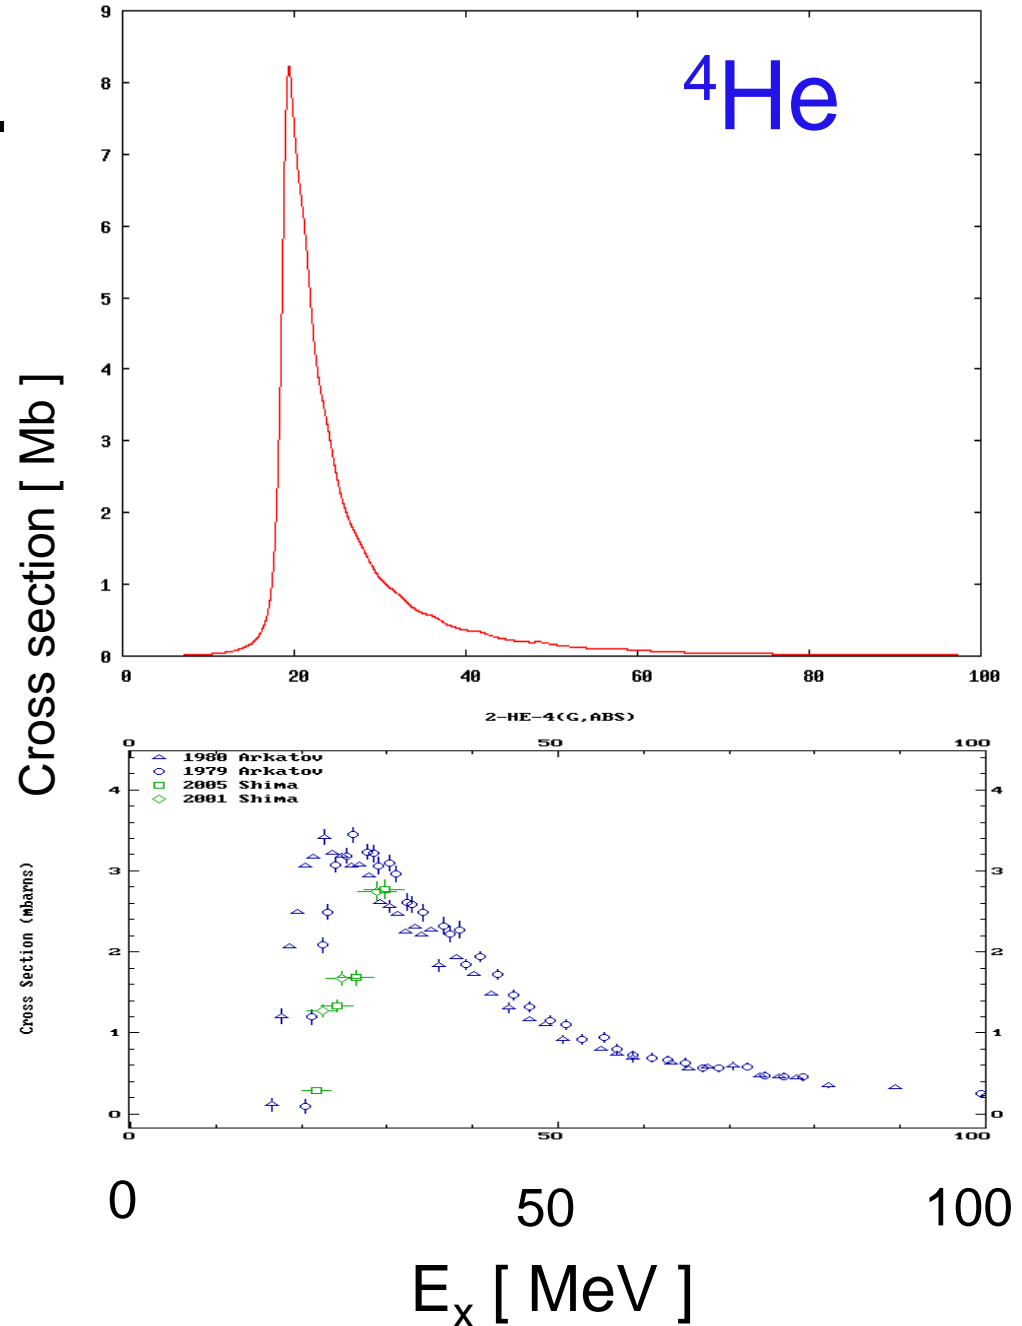 9
⁴He
8
7
6
5
4
3
2
1
0
0 20 40 60 80 100
Cross section [ Mb ]
2-HE-4(G,ABS)
0 50 100
1980 Arkatov
1979 Arkatov
2005 Shima
2001 Shima
4 4
3 3
2 2
1 1
0 0
Cross Section (mbarns)
0 50 100
0 50 100
Eₓ [ MeV ]